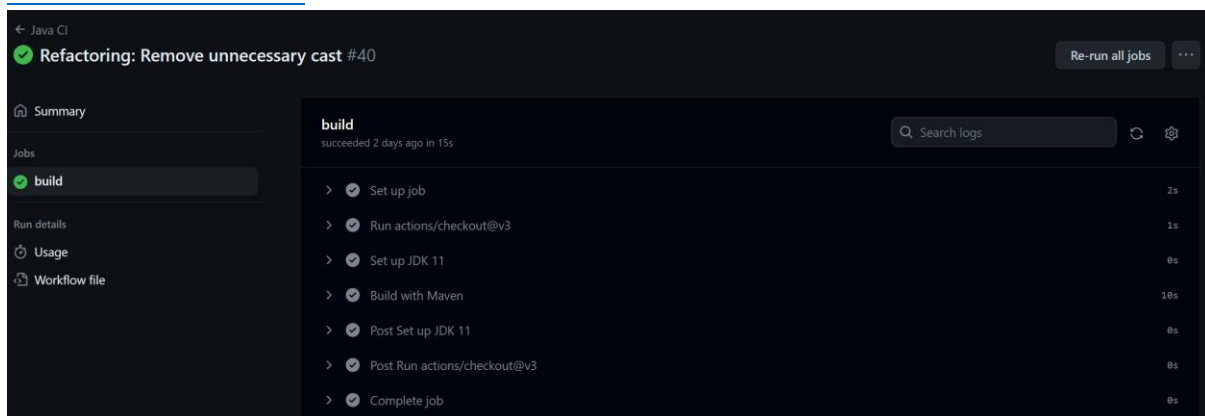 ← Java CI
Refactoring: Remove unnecessary cast #40
Re-run all jobs
Summary
Jobs
build
Run details
Usage
Workflow file
build
succeeded 2 days ago in 15s
Search logs
Set up job 2s
Run actions/checkout@v3 1s
Set up JDK 11 0s
Build with Maven 10s
Post Set up JDK 11 0s
Post Run actions/checkout@v3 0s
Complete job 0s